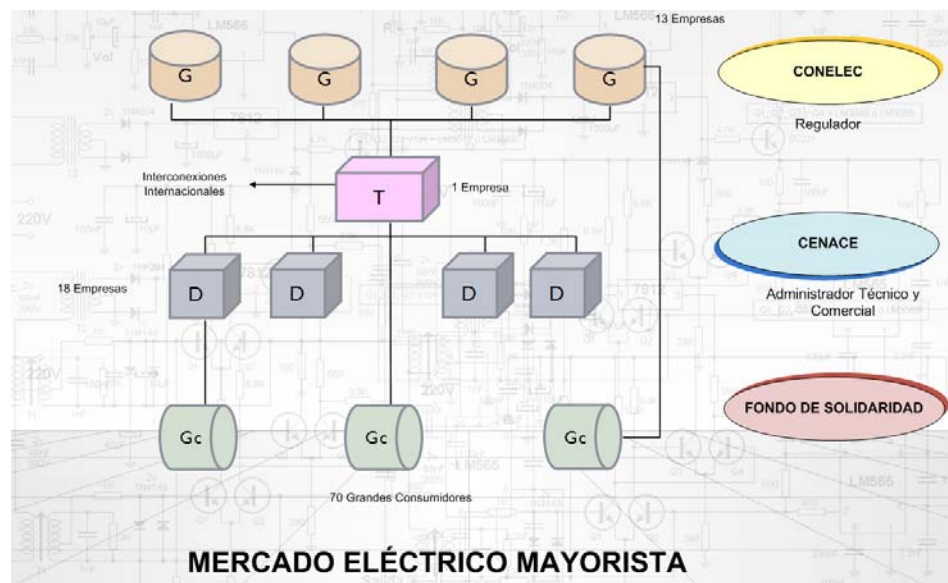 13 Empresas
G
G
G
G
CONELEC
Regulador
Interconexiones
Internacionales
T
1 Empresa
CENACE
Administrador Técnico y
Comercial
18 Empresas
D
D
D
D
FONDO DE SOLIDARIDAD
Gc
Gc
Gc
70 Grandes Consumidores
MERCADO ELÉCTRICO MAYORISTA